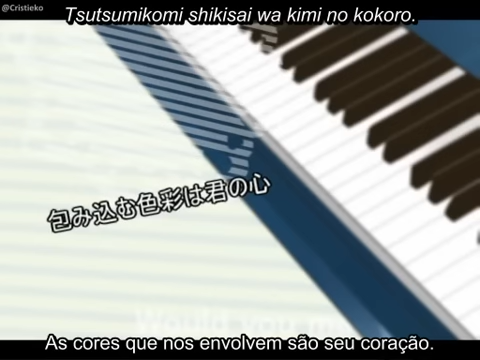 @Cristieko
Tsutsumikomi shikisai wa kimi no kokoro.
包み込む色彩は君の心
As cores que nos envolvem são seu coração.